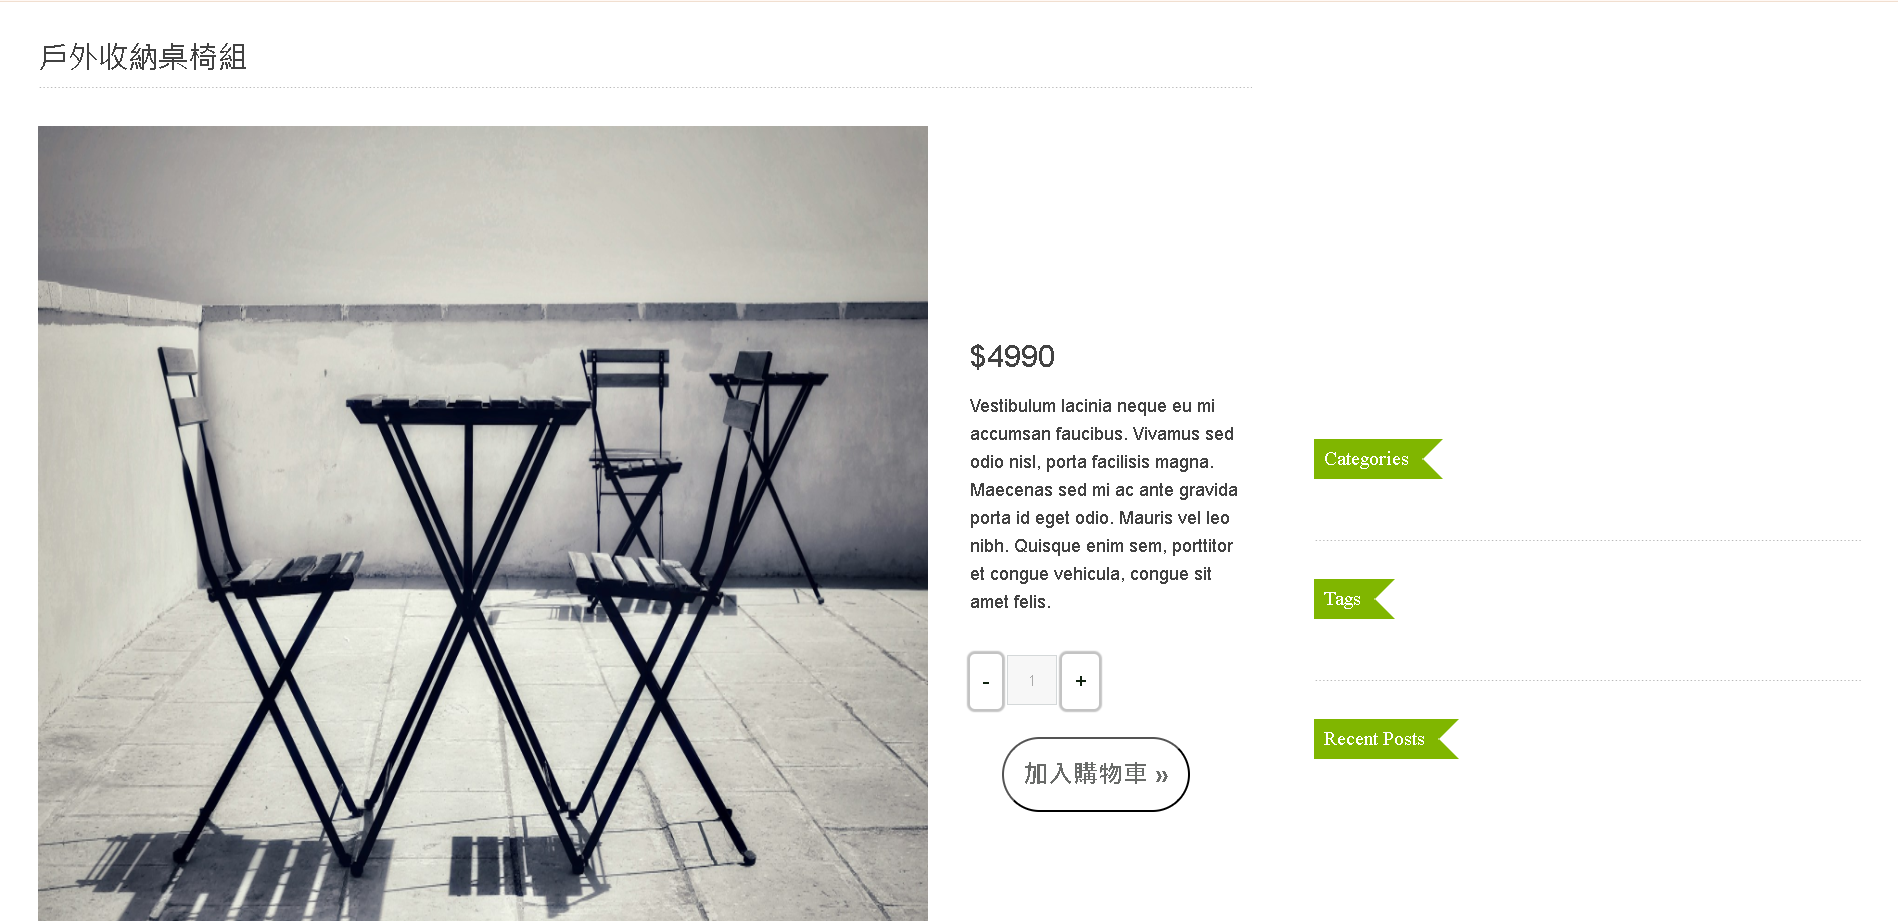 戶外收納桌椅組
$4990
Vestibulum lacinia neque eu mi
accumsan faucibus. Vivamus sed
odio nisl, porta facilisis magna.
Maecenas sed mi ac ante gravida
porta id eget odio. Mauris vel leo
nibh. Quisque enim sem, porttitor
et congue vehicula, congue sit
amet felis.
- 1 +
加入購物車 »
Categories
Tags
Recent Posts